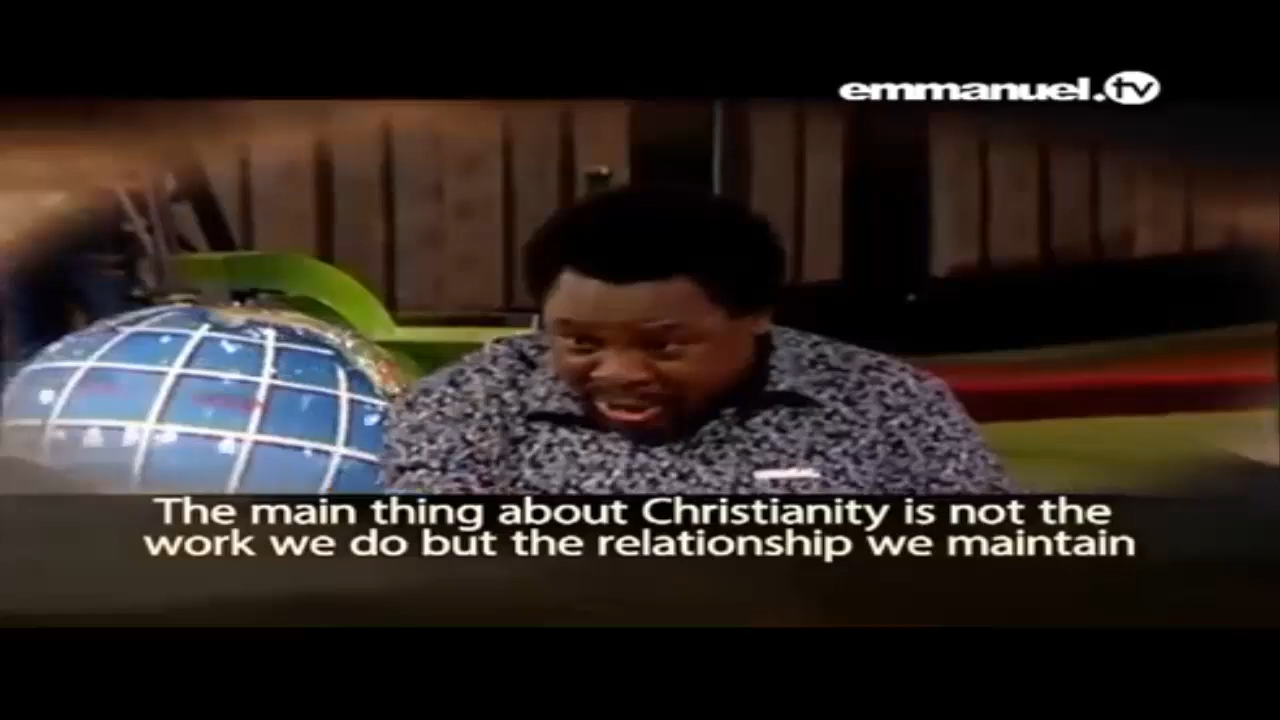 emmanuel.tv
The main thing about Christianity is not the
work we do but the relationship we maintain